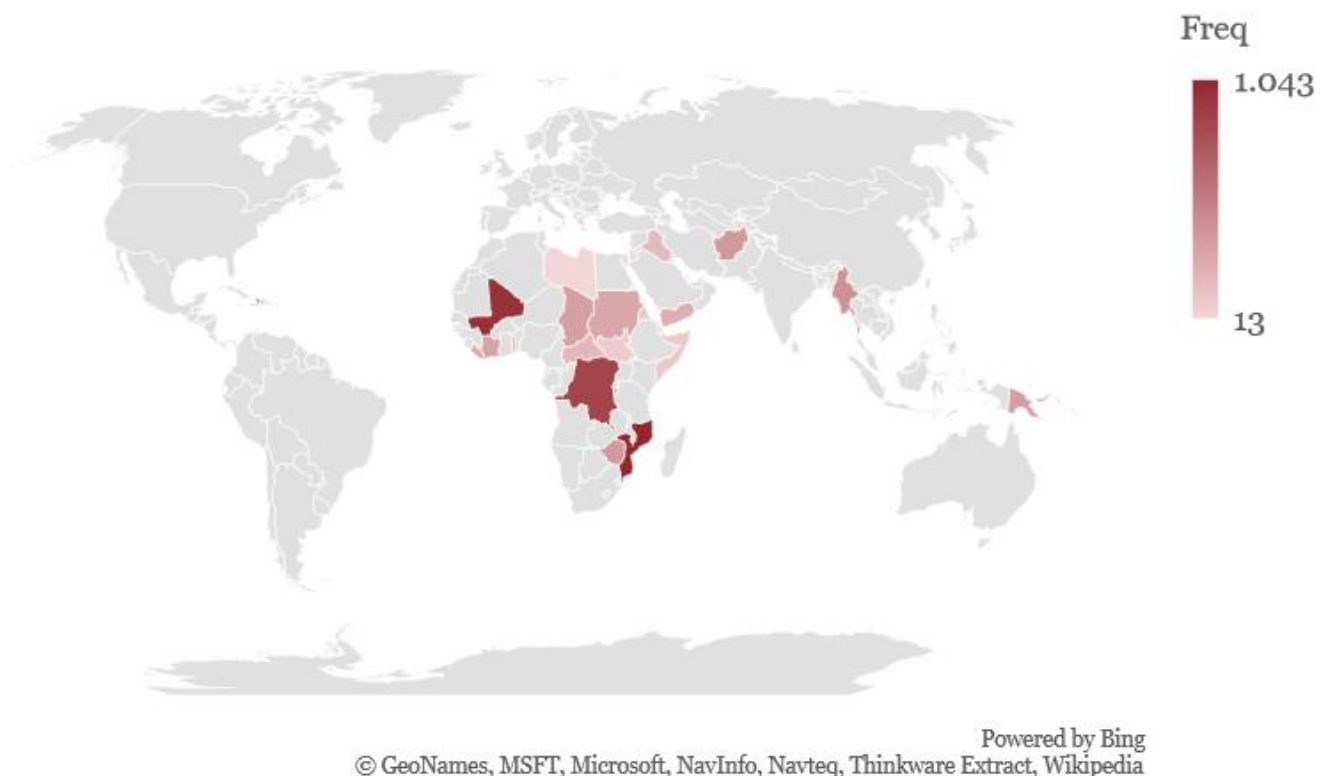 Freq
1.043
13
Powered by Bing
© GeoNames, MSFT, Microsoft, NavInfo, Navteq, Thinkware Extract, Wikipedia